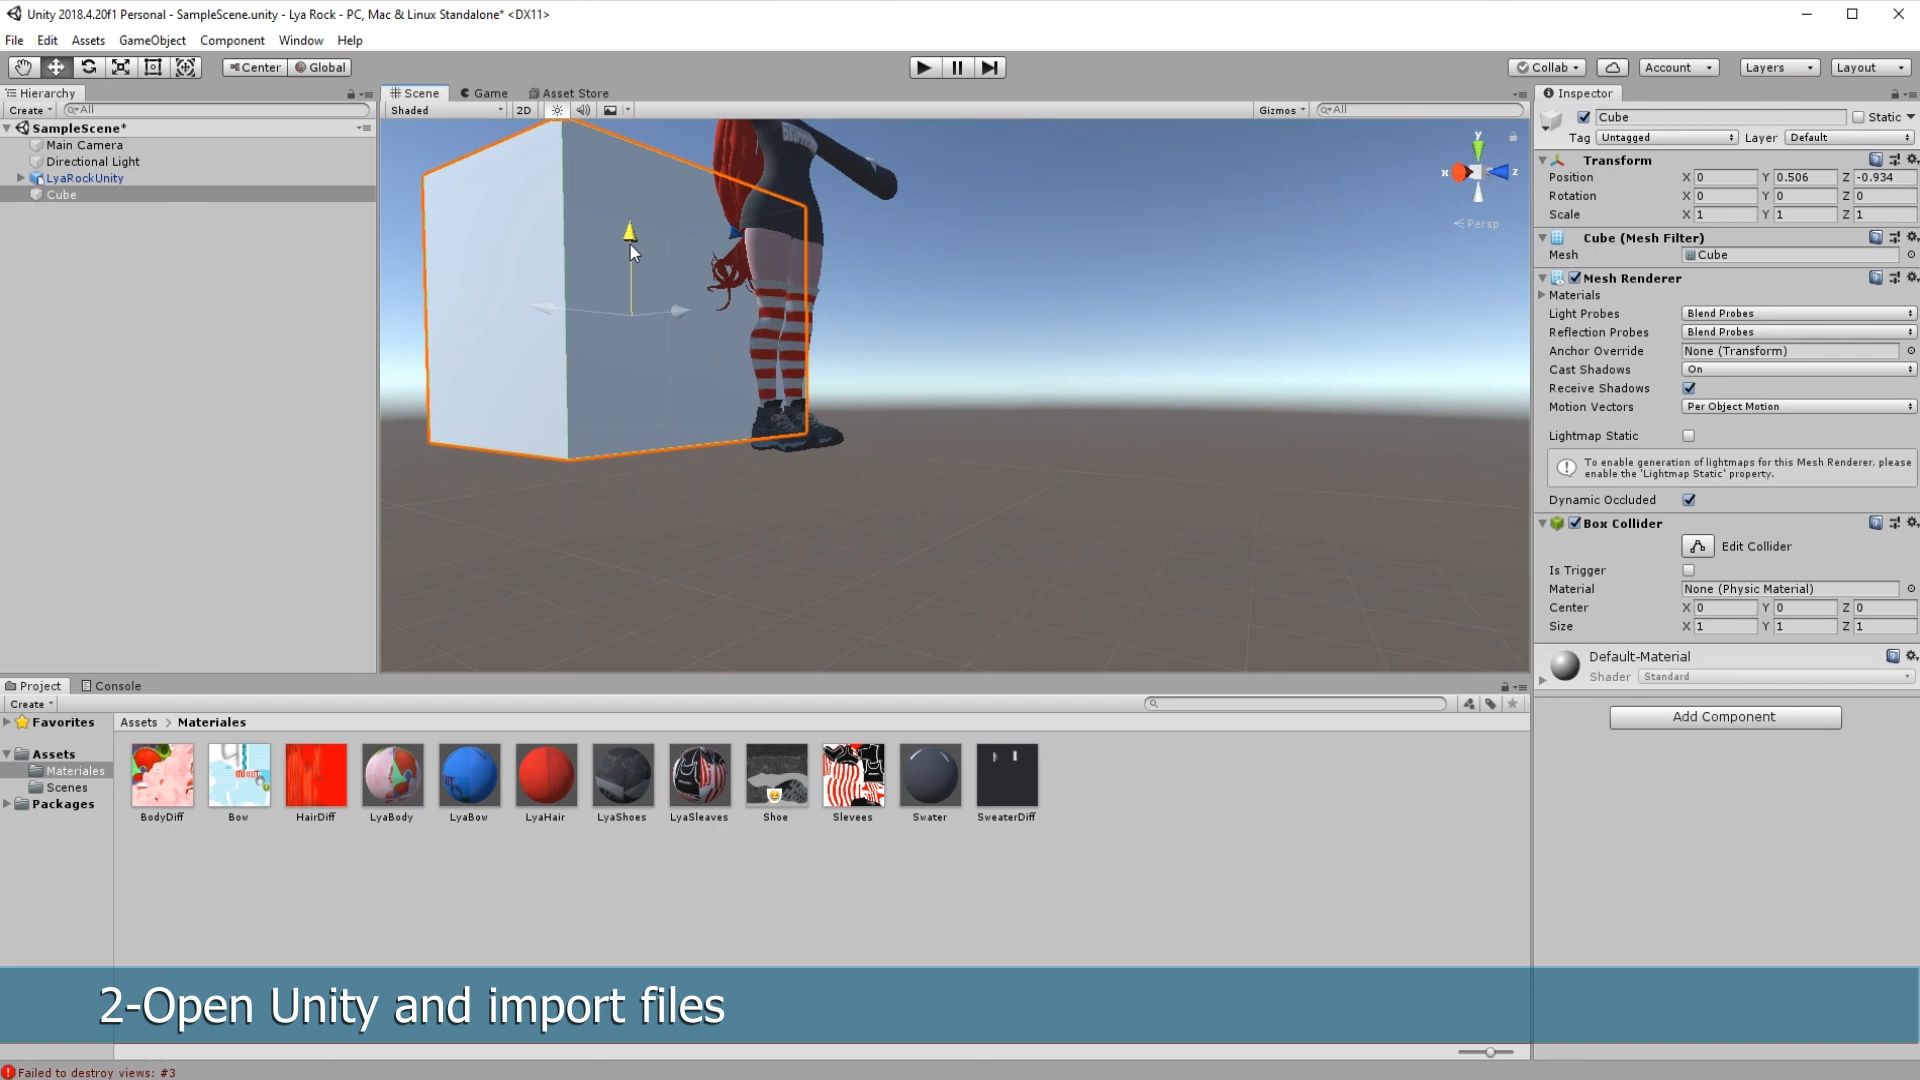 Unity 2018.4.20f1 Personal - SampleScene.unity - Lya Rock - PC, Mac & Linux Standalone* <DX11>
File Edit Assets GameObject Component Window Help
Center Global Collab Account Layers Layout
Hierarchy
Create All
SampleScene*
Main Camera
Directional Light
LyaRockUnity
Cube
Scene Game Asset Store
Shaded 2D Gizmos All
y
x z
Persp
Inspector
Cube Static
Tag Untagged Layer Default
Transform
Position X 0 Y 0.506 Z -0.934
Rotation X 0 Y 0 Z 0
Scale X 1 Y 1 Z 1
Cube (Mesh Filter)
Mesh Cube
Mesh Renderer
Materials
Light Probes Blend Probes
Reflection Probes Blend Probes
Anchor Override None (Transform)
Cast Shadows On
Receive Shadows
Motion Vectors Per Object Motion
Lightmap Static
To enable generation of lightmaps for this Mesh Renderer, please
enable the 'Lightmap Static' property.
Dynamic Occluded
Box Collider
Edit Collider
Is Trigger
Material None (Physic Material)
Center X 0 Y 0 Z 0
Size X 1 Y 1 Z 1
Default-Material
Shader Standard
Add Component
Project Console
Create
Favorites
Assets
Materiales
Scenes
Packages
Assets > Materiales
BodyDiff Bow HairDiff LyaBody LyaBow LyaHair LyaShoes LyaSleaves Shoe Slevees Swater SweaterDiff
2-Open Unity and import files
Failed to destroy views: #3